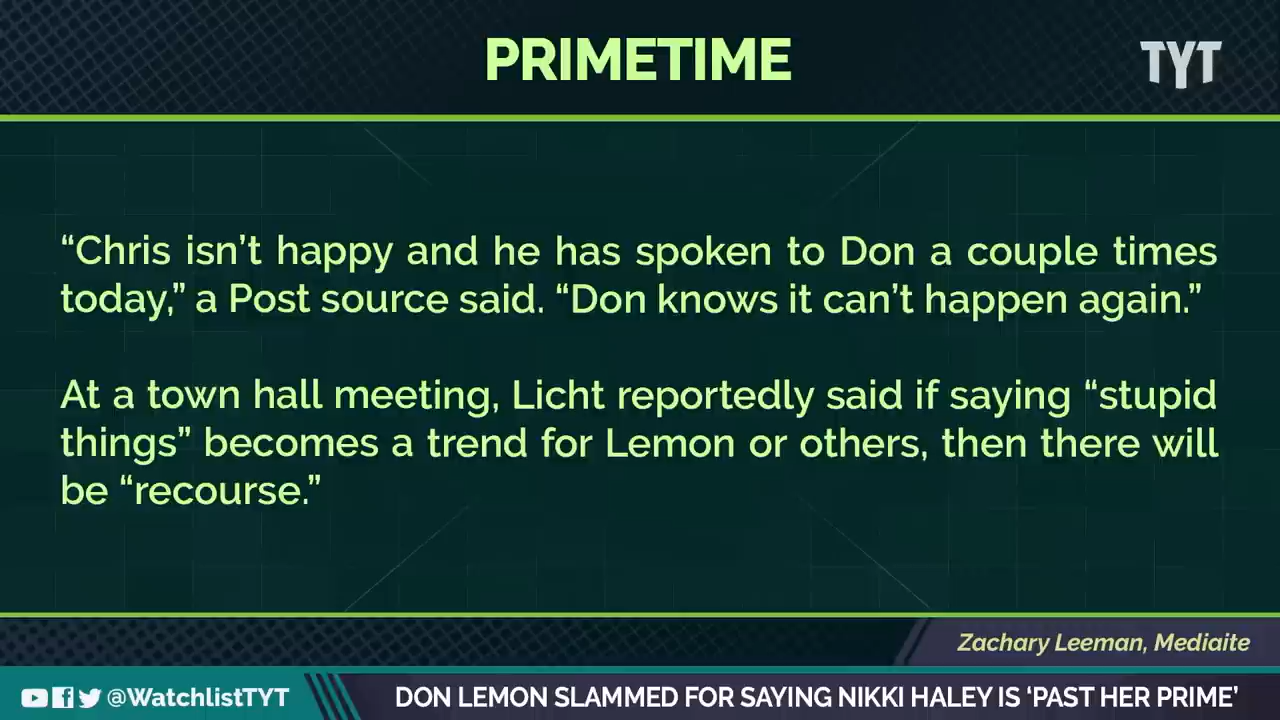 PRIMETIME
TYT
“Chris isn’t happy and he has spoken to Don a couple times
today,” a Post source said. “Don knows it can’t happen again.”
At a town hall meeting, Licht reportedly said if saying “stupid
things” becomes a trend for Lemon or others, then there will
be “recourse.”
Zachary Leeman, Mediaite
@WatchlistTYT
DON LEMON SLAMMED FOR SAYING NIKKI HALEY IS ‘PAST HER PRIME’